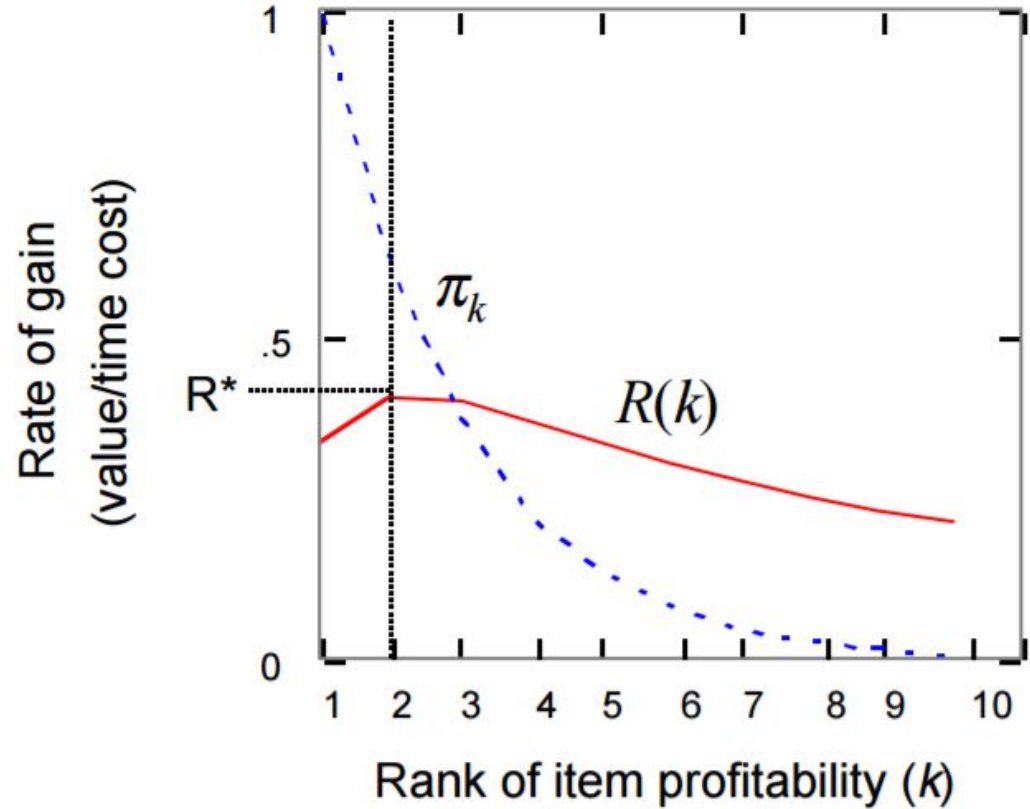 1
.5
0
R*
Rate of gain
(value/time cost)
πk
R(k)
1 2 3 4 5 6 7 8 9 10
Rank of item profitability (k)